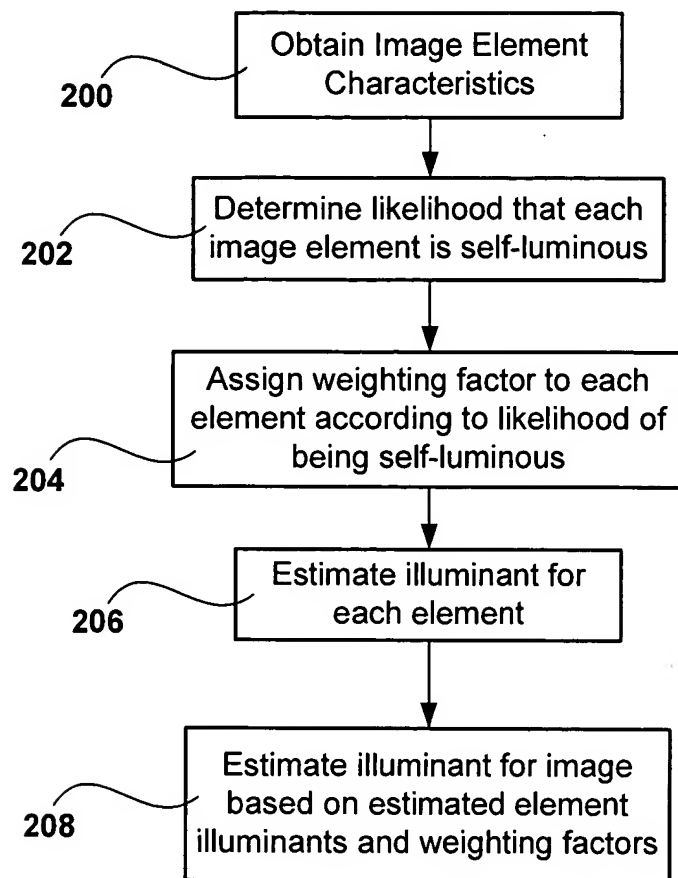 Obtain Image Element
Characteristics
200
Determine likelihood that each
image element is self-luminous
202
Assign weighting factor to each
element according to likelihood of
being self-luminous
204
Estimate illuminant for
each element
206
Estimate illuminant for image
based on estimated element
illuminants and weighting factors
208